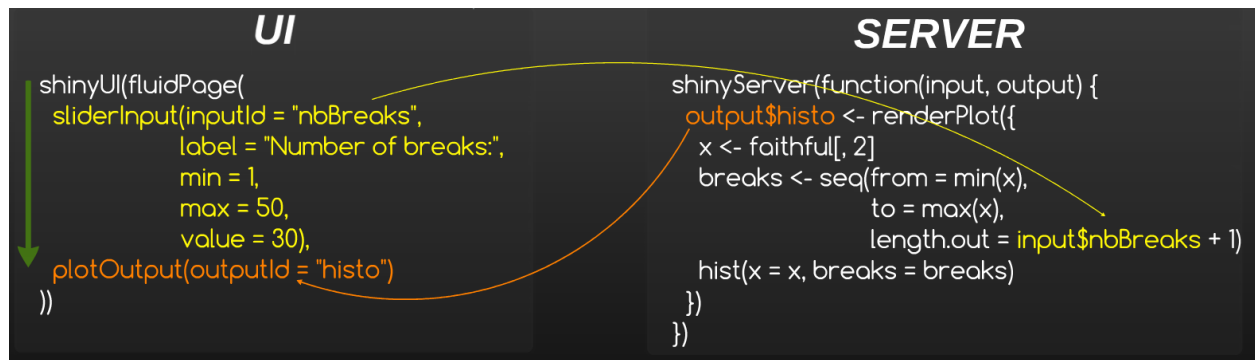 UI
shinyUI(fluidPage(
sliderInput(inputId = "nbBreaks",
label = "Number of breaks:",
min = 1,
max = 50,
value = 30),
plotOutput(outputId = "histo")
))
SERVER
shinyServer(function(input, output) {
output$histo <- renderPlot({
x <- faithful[, 2]
breaks <- seq(from = min(x),
to = max(x),
length.out = input$nbBreaks + 1)
hist(x = x, breaks = breaks)
})
})